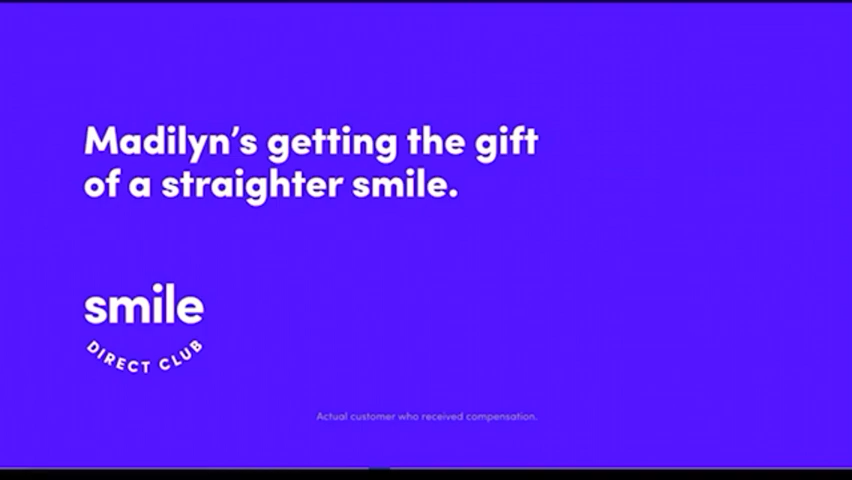 Madilyn's getting the gift
of a straighter smile.
smile
DIRECT CLUB
Actual customer who received compensation.